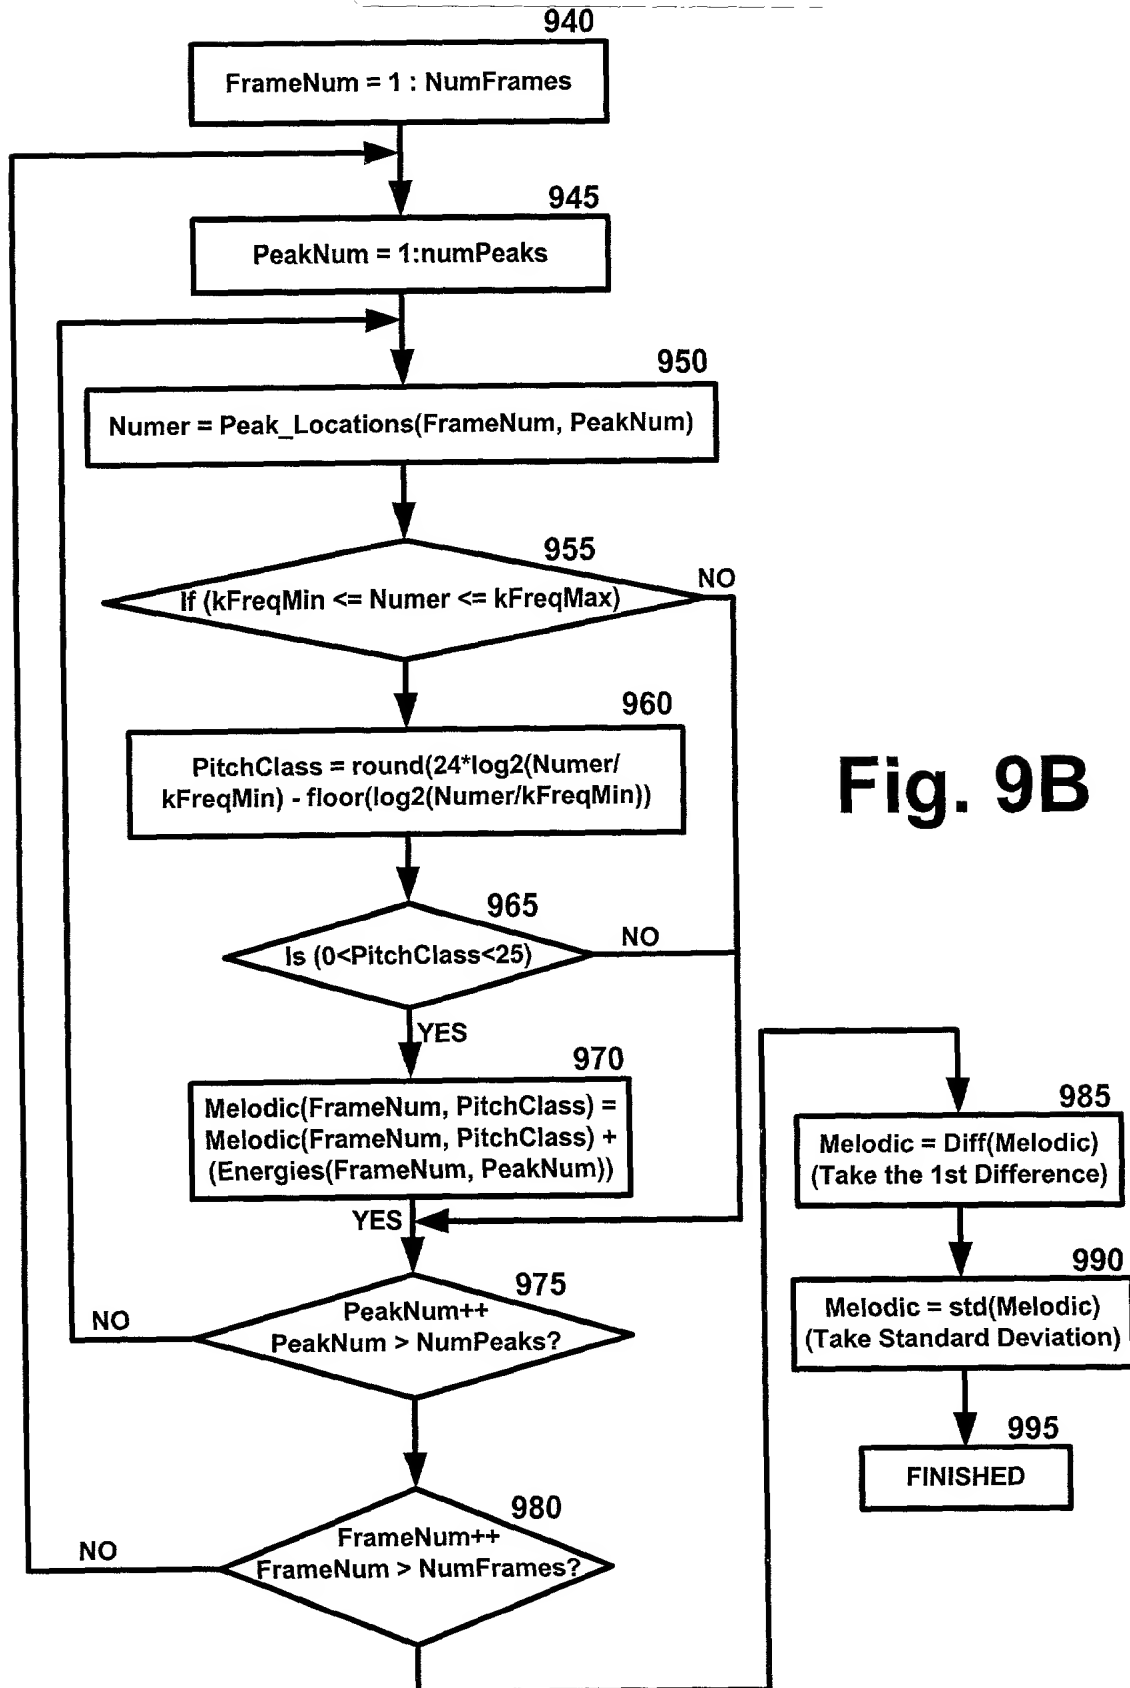 940
FrameNum = 1 : NumFrames
945
PeakNum = 1:numPeaks
950
Numer = Peak_Locations(FrameNum, PeakNum)
955
If (kFreqMin <= Numer <= kFreqMax)
NO
960
PitchClass = round(24*log2(Numer/
kFreqMin) - floor(log2(Numer/kFreqMin))
Fig. 9B
965
Is (0<PitchClass<25)
NO
YES
970
Melodic(FrameNum, PitchClass) =
Melodic(FrameNum, PitchClass) +
(Energies(FrameNum, PeakNum))
YES
975
PeakNum++
PeakNum > NumPeaks?
NO
980
FrameNum++
FrameNum > NumFrames?
NO
985
Melodic = Diff(Melodic)
(Take the 1st Difference)
990
Melodic = std(Melodic)
(Take Standard Deviation)
995
FINISHED